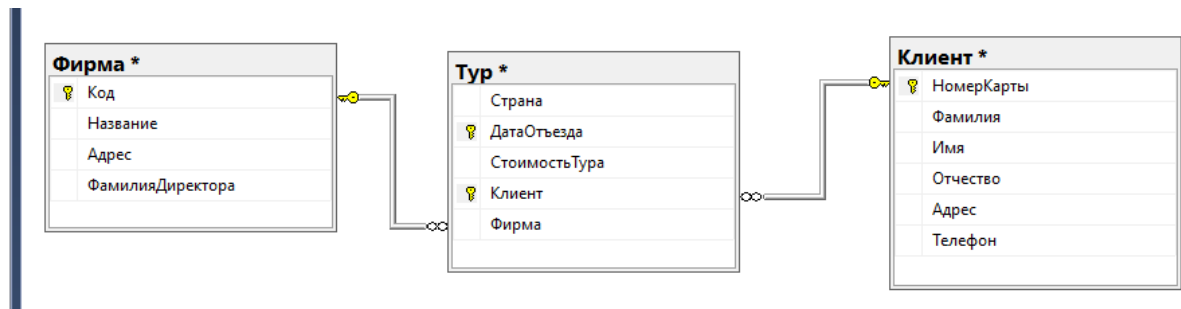 Фирма *
Код
Название
Адрес
ФамилияДиректора
Тур *
Страна
ДатаОтъезда
СтоимостьТура
Клиент
Фирма
Клиент *
НомерКарты
Фамилия
Имя
Отчество
Адрес
Телефон